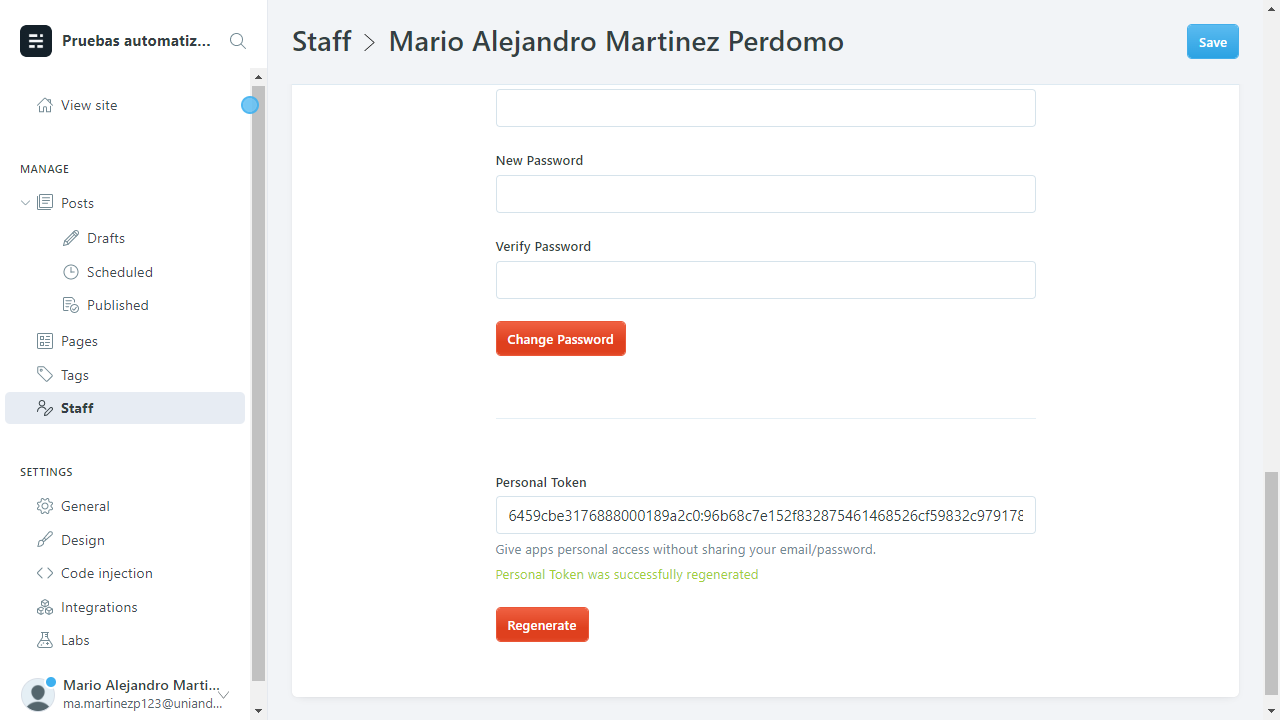 Pruebas automatiz...
Staff > Mario Alejandro Martinez Perdomo
Save
View site
MANAGE
Posts
Drafts
Scheduled
Published
Pages
Tags
Staff
SETTINGS
General
Design
Code injection
Integrations
Labs
Mario Alejandro Marti...
ma.martinezp123@uniand...
New Password
Verify Password
Change Password
Personal Token
6459cbe3176888000189a2c0:96b68c7e152f832875461468526cf59832c979178
Give apps personal access without sharing your email/password.
Personal Token was successfully regenerated
Regenerate